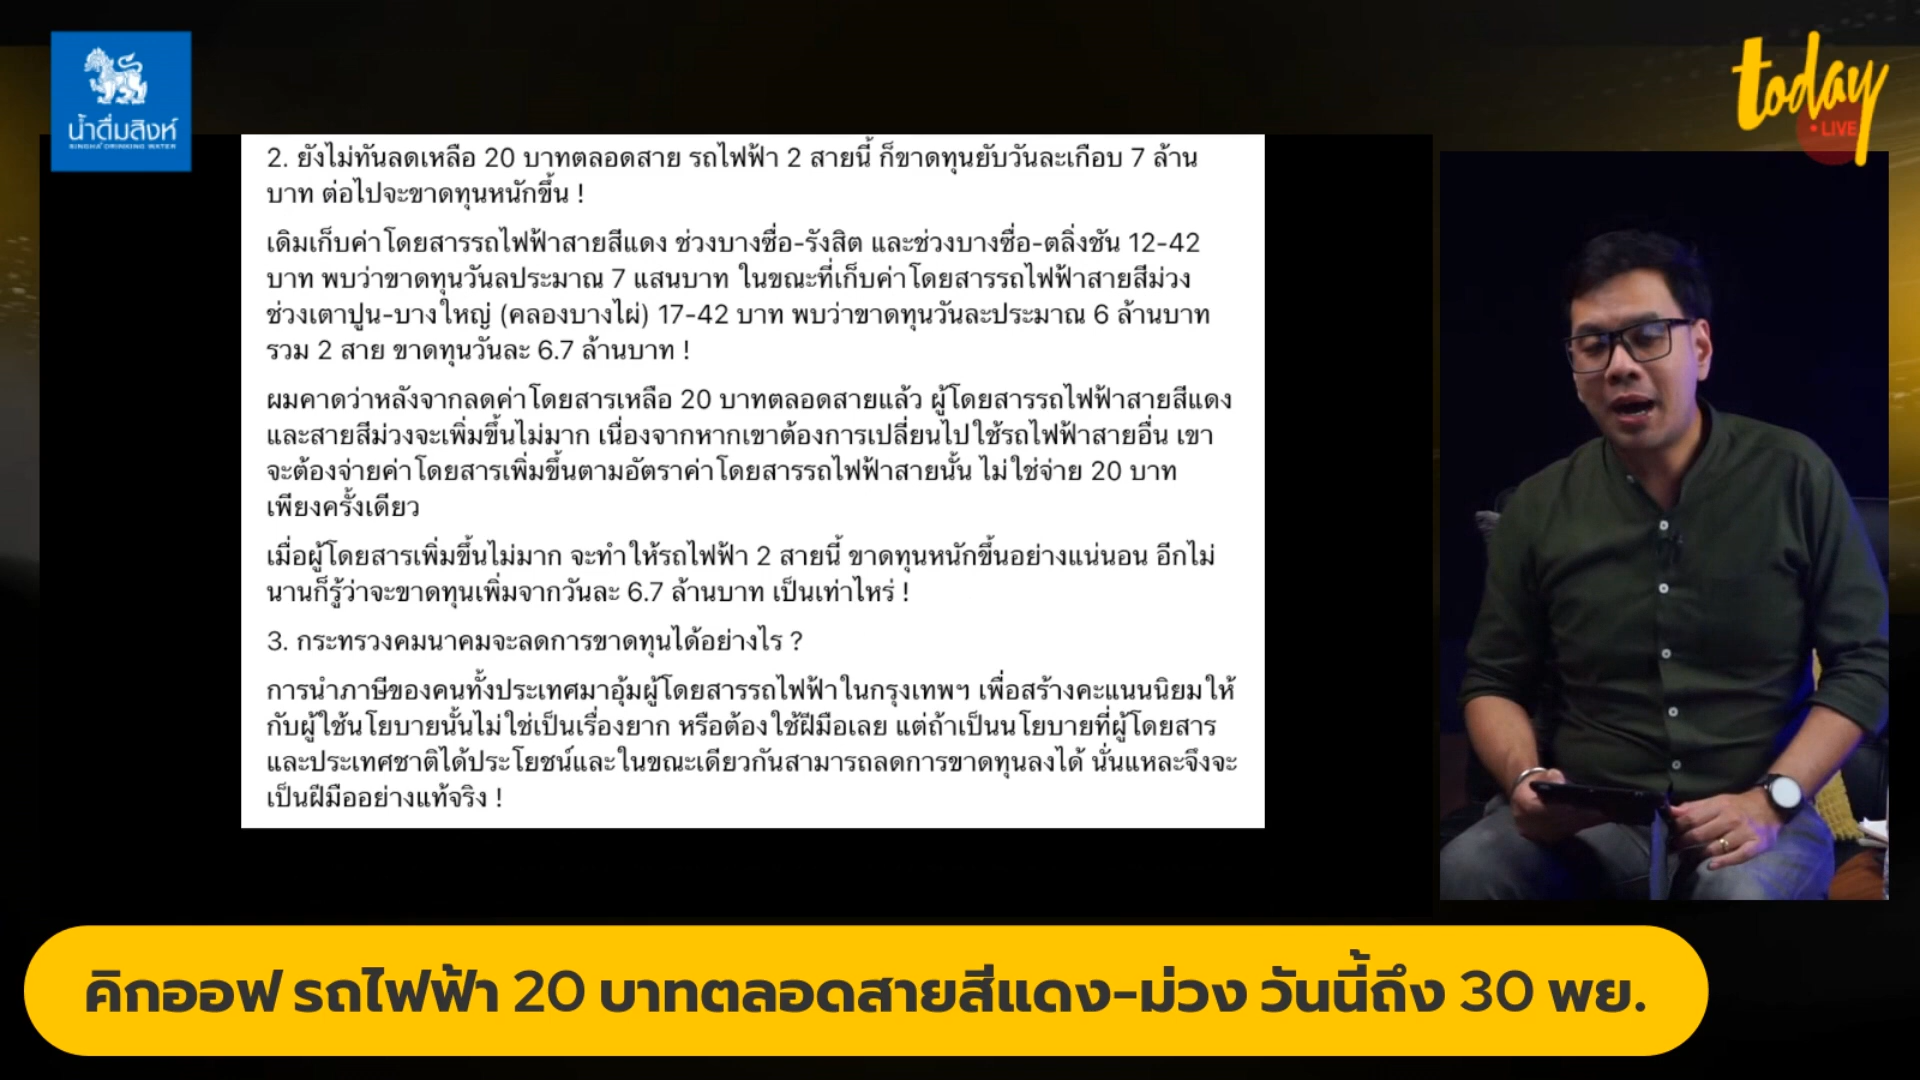 น้ำดื่มสิงห์
SINGHA DRINKING WATER
today
• LIVE
2. ยังไม่ทันลดเหลือ 20 บาทตลอดสาย รถไฟฟ้า 2 สายนี้ ก็ขาดทุนยับวันละเกือบ 7 ล้าน
บาท ต่อไปจะขาดทุนหนักขึ้น !
เดิมเก็บค่าโดยสารรถไฟฟ้าสายสีแดง ช่วงบางซื่อ-รังสิต และช่วงบางซื่อ-ตลิ่งชัน 12-42
บาท พบว่าขาดทุนวันลประมาณ 7 แสนบาท ในขณะที่เก็บค่าโดยสารรถไฟฟ้าสายสีม่วง
ช่วงเตาปูน-บางใหญ่ (คลองบางไผ่) 17-42 บาท พบว่าขาดทุนวันละประมาณ 6 ล้านบาท
รวม 2 สาย ขาดทุนวันละ 6.7 ล้านบาท !
ผมคาดว่าหลังจากลดค่าโดยสารเหลือ 20 บาทตลอดสายแล้ว ผู้โดยสารรถไฟฟ้าสายสีแดง
และสายสีม่วงจะเพิ่มขึ้นไม่มาก เนื่องจากหากเขาต้องการเปลี่ยนไปใช้รถไฟฟ้าสายอื่น เขา
จะต้องจ่ายค่าโดยสารเพิ่มขึ้นตามอัตราค่าโดยสารรถไฟฟ้าสายนั้น ไม่ใช่จ่าย 20 บาท
เพียงครั้งเดียว
เมื่อผู้โดยสารเพิ่มขึ้นไม่มาก จะทำให้รถไฟฟ้า 2 สายนี้ ขาดทุนหนักขึ้นอย่างแน่นอน อีกไม่
นานก็รู้ว่าจะขาดทุนเพิ่มจากวันละ 6.7 ล้านบาท เป็นเท่าไหร่ !
3. กระทรวงคมนาคมจะลดการขาดทุนได้อย่างไร ?
การนำภาษีของคนทั้งประเทศมาอุ้มผู้โดยสารรถไฟฟ้าในกรุงเทพฯ เพื่อสร้างคะแนนนิยมให้
กับผู้ใช้นโยบายนั้นไม่ใช่เป็นเรื่องยาก หรือต้องใช้ฝีมือเลย แต่ถ้าเป็นนโยบายที่ผู้โดยสาร
และประเทศชาติได้ประโยชน์และในขณะเดียวกันสามารถลดการขาดทุนลงได้ นั่นแหละจึงจะ
เป็นฝีมืออย่างแท้จริง !
คิกออฟ รถไฟฟ้า 20 บาทตลอดสายสีแดง-ม่วง วันนี้ถึง 30 พย.